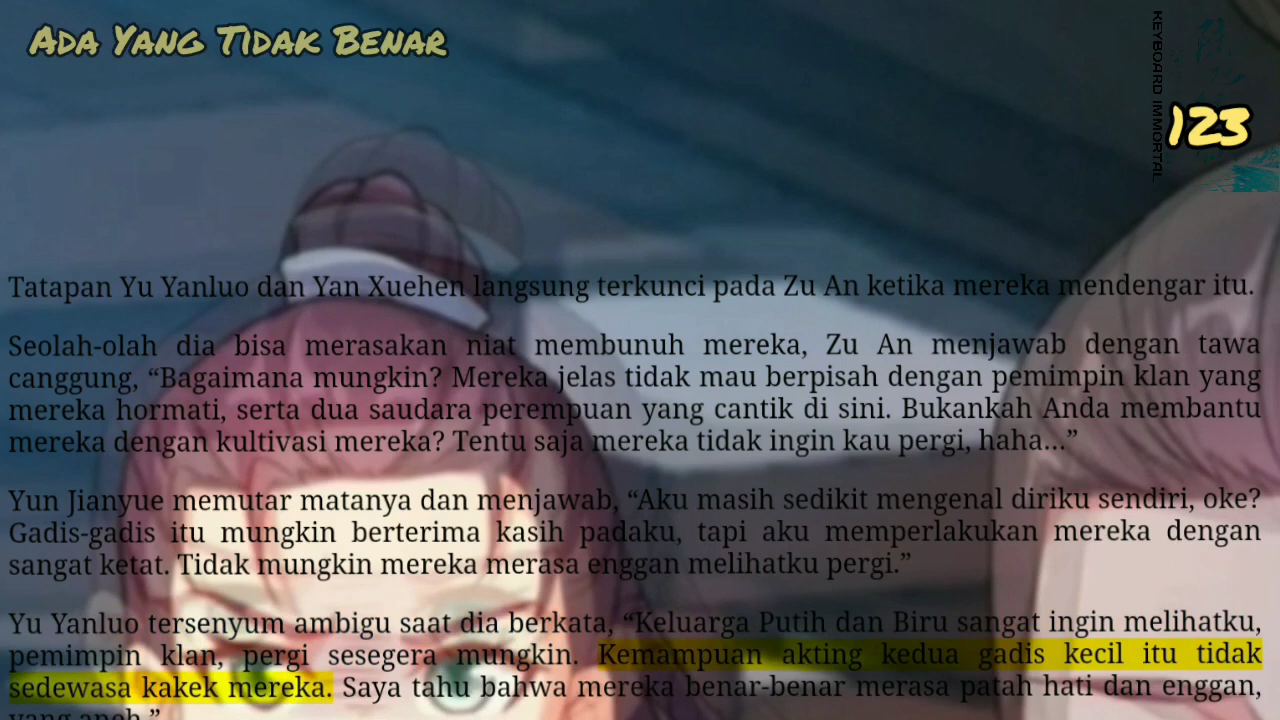 Ada Yang Tidak Benar
KEYBOARD IMMORTAL
123
Tatapan Yu Yanluo dan Yan Xuehen langsung terkunci pada Zu An ketika mereka mendengar itu.
Seolah-olah dia bisa merasakan niat membunuh mereka, Zu An menjawab dengan tawa
canggung, “Bagaimana mungkin? Mereka jelas tidak mau berpisah dengan pemimpin klan yang
mereka hormati, serta dua saudara perempuan yang cantik di sini. Bukankah Anda membantu
mereka dengan kultivasi mereka? Tentu saja mereka tidak ingin kau pergi, haha…”
Yun Jianyue memutar matanya dan menjawab, “Aku masih sedikit mengenal diriku sendiri, oke?
Gadis-gadis itu mungkin berterima kasih padaku, tapi aku memperlakukan mereka dengan
sangat ketat. Tidak mungkin mereka merasa enggan melihatku pergi.”
Yu Yanluo tersenyum ambigu saat dia berkata, “Keluarga Putih dan Biru sangat ingin melihatku,
pemimpin klan, pergi sesegera mungkin. Kemampuan akting kedua gadis kecil itu tidak
sedewasa kakek mereka. Saya tahu bahwa mereka benar-benar merasa patah hati dan enggan,
yang aneh.”